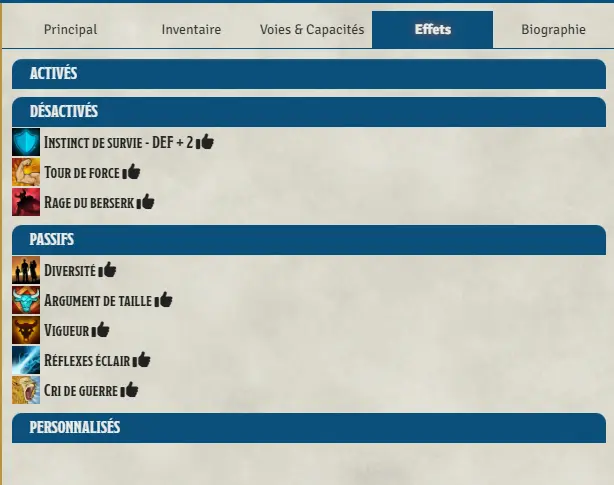 Principal Inventaire Voies & Capacités Effets Biographie
ACTIVÉS
DÉSACTIVÉS
INSTINCT DE SURVIE - DEF + 2
TOUR DE FORCE
RAGE DU BERSERK
PASSIFS
DIVERSITÉ
ARGUMENT DE TAILLE
VIGUEUR
RÉFLEXES ÉCLAIR
CRI DE GUERRE
PERSONNALISÉS